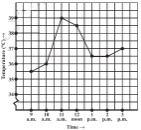 Temperature (°C) →
39
38
37
36
35
34
9 a.m.
10 a.m.
11 a.m.
12 noon
1 p.m.
2 p.m.
3 p.m.
Time →